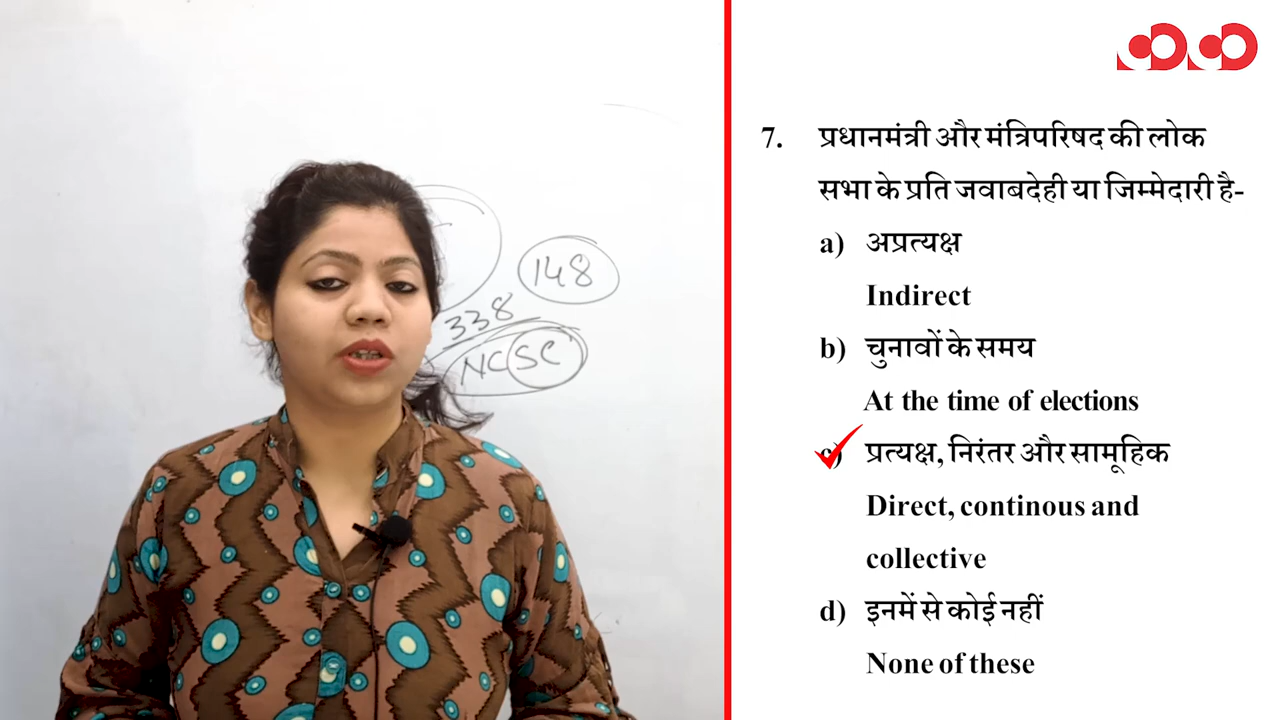 148
338
NCSC
7. प्रधानमंत्री और मंत्रिपरिषद की लोक
सभा के प्रति जवाबदेही या जिम्मेदारी है-
a) अप्रत्यक्ष
Indirect
b) चुनावों के समय
At the time of elections
c) प्रत्यक्ष, निरंतर और सामूहिक
Direct, continous and
collective
d) इनमें से कोई नहीं
None of these